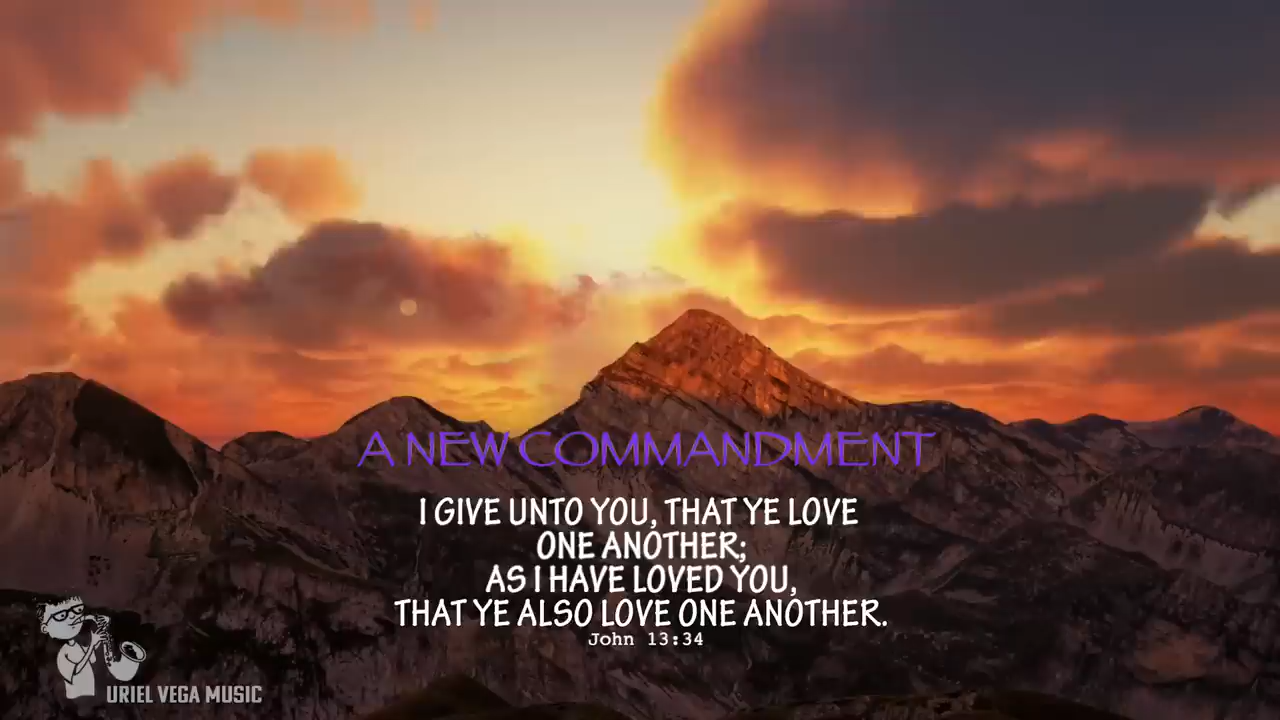 A NEW COMMANDMENT
I GIVE UNTO YOU, THAT YE LOVE
ONE ANOTHER;
AS I HAVE LOVED YOU,
THAT YE ALSO LOVE ONE ANOTHER.
John 13:34
URIEL VEGA MUSIC